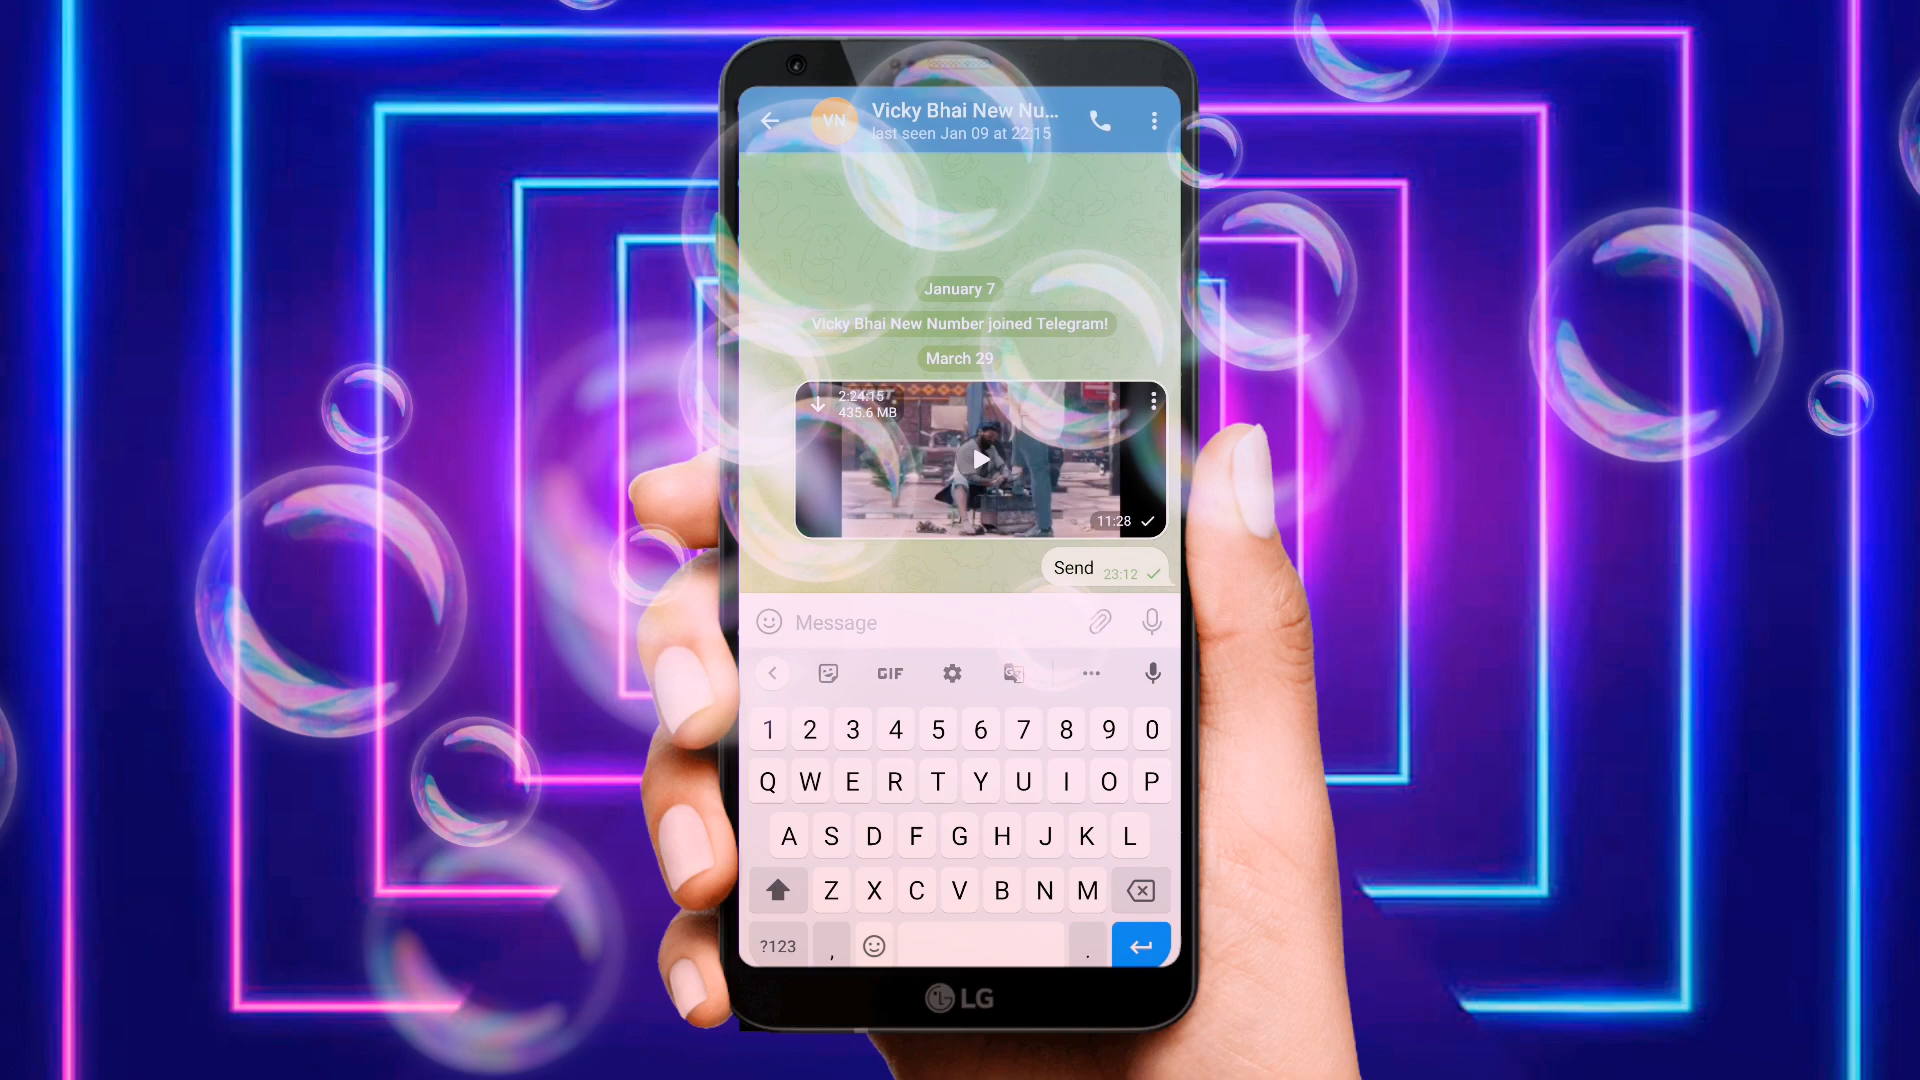 VN
Vicky Bhai New Nu...
last seen Jan 09 at 22:15
January 7
Vicky Bhai New Number joined Telegram!
March 29
2:24:15
435.6 MB
11:28
Send 23:12
Message
GIF
1 2 3 4 5 6 7 8 9 0
Q W E R T Y U I O P
A S D F G H J K L
Z X C V B N M
?123 , .
LG